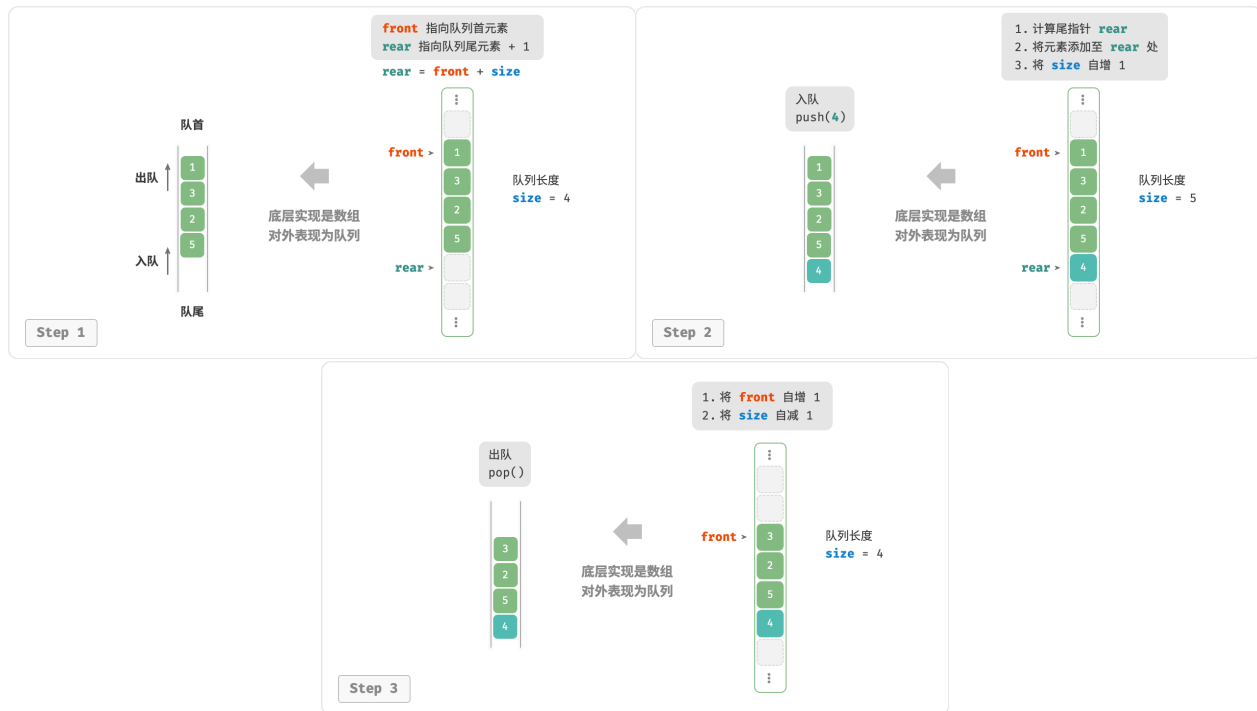 front 指向队列首元素
rear 指向队列尾元素 + 1
rear = front + size
队首
出队
入队
队尾
1
3
2
5
底层实现是数组
对外表现为队列
front
rear
⋮
1
3
2
5
⋮
队列长度
size = 4
Step 1
1. 计算尾指针 rear
2. 将元素添加至 rear 处
3. 将 size 自增 1
入队
push(4)
1
3
2
5
4
底层实现是数组
对外表现为队列
front
rear
⋮
1
3
2
5
4
⋮
队列长度
size = 5
Step 2
1. 将 front 自增 1
2. 将 size 自减 1
出队
pop()
3
2
5
4
底层实现是数组
对外表现为队列
front
⋮
3
2
5
4
⋮
队列长度
size = 4
Step 3